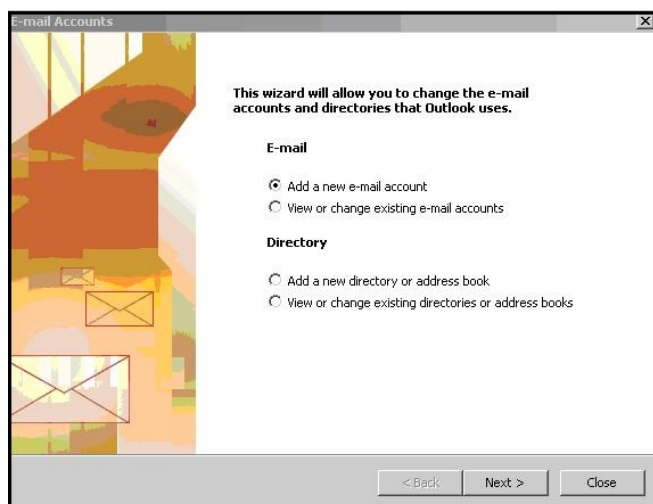 E-mail Accounts
This wizard will allow you to change the e-mail
accounts and directories that Outlook uses.
E-mail
Add a new e-mail account
View or change existing e-mail accounts
Directory
Add a new directory or address book
View or change existing directories or address books
< Back Next > Close